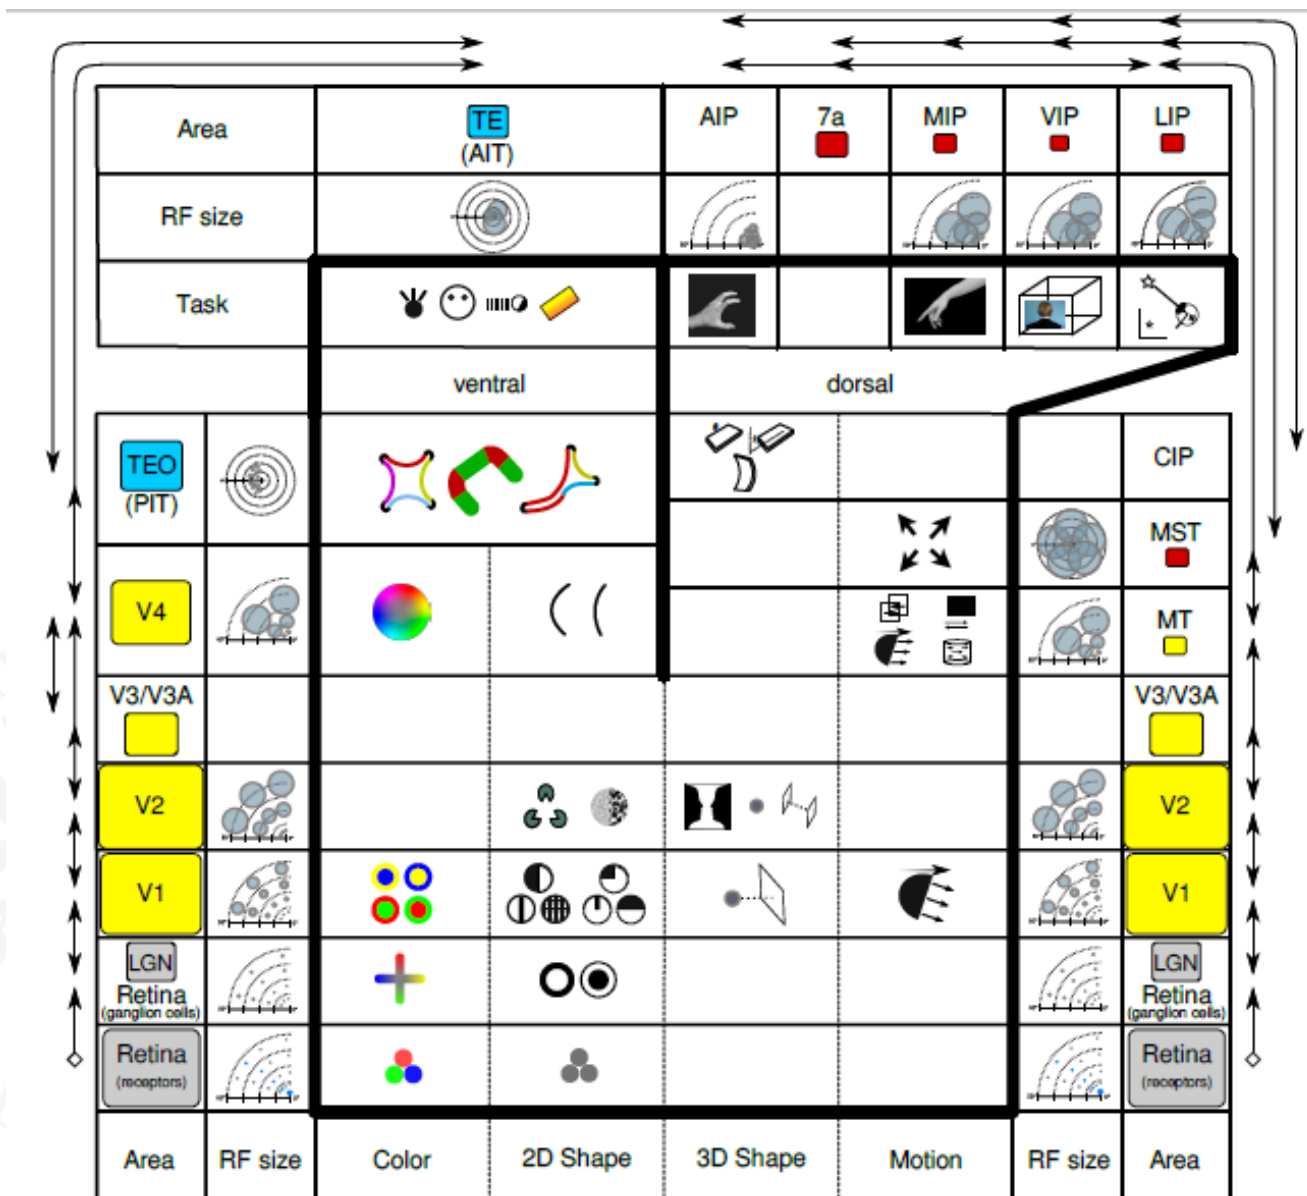 Area
TE
(AIT)
AIP
7a
MIP
VIP
LIP
RF size
Task
ventral
dorsal
TEO
(PIT)
CIP
MST
V4
MT
V3/V3A
V3/V3A
V2
V2
V1
V1
LGN
Retina
(ganglion cells)
LGN
Retina
(ganglion cells)
Retina
(receptors)
Retina
(receptors)
Area
RF size
Color
2D Shape
3D Shape
Motion
RF size
Area